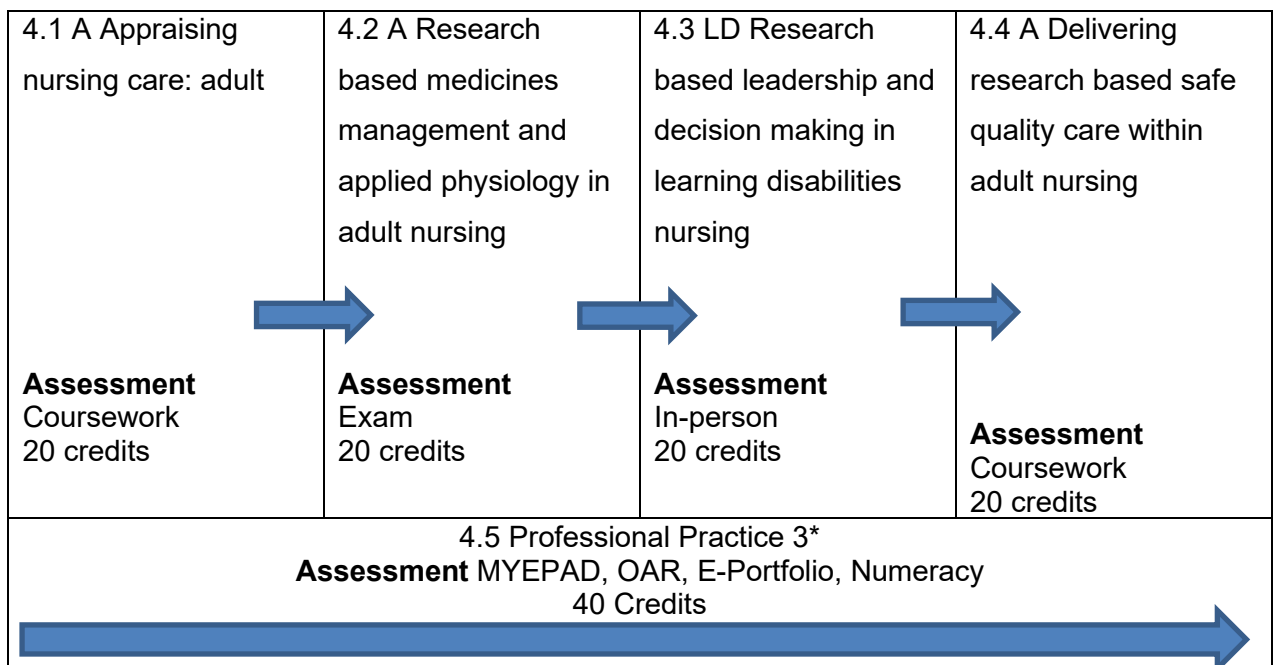 4.1 A Appraising
nursing care: adult
Assessment
Coursework
20 credits
4.2 A Research
based medicines
management and
applied physiology in
adult nursing
Assessment
Exam
20 credits
4.3 LD Research
based leadership and
decision making in
learning disabilities
nursing
Assessment
In-person
20 credits
4.4 A Delivering
research based safe
quality care within
adult nursing
Assessment
Coursework
20 credits
4.5 Professional Practice 3*
Assessment MYEPAD, OAR, E-Portfolio, Numeracy
40 Credits